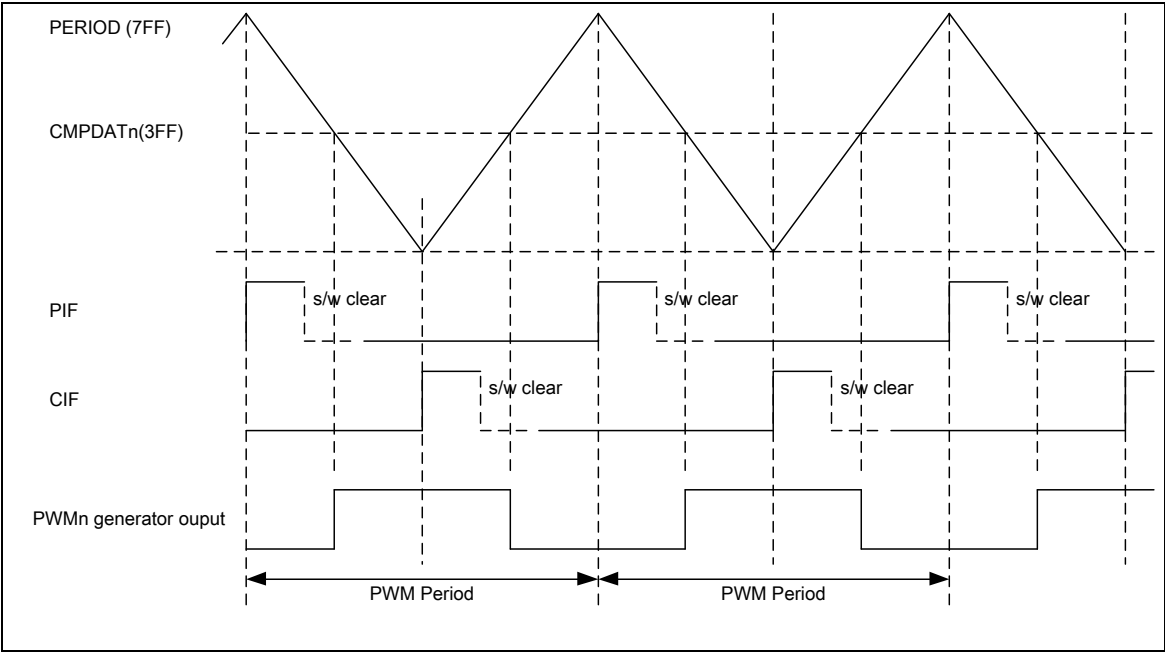 PERIOD (7FF)
CMPDATn(3FF)
PIF
s/w clear
s/w clear
s/w clear
CIF
s/w clear
s/w clear
PWMn generator ouput
PWM Period
PWM Period